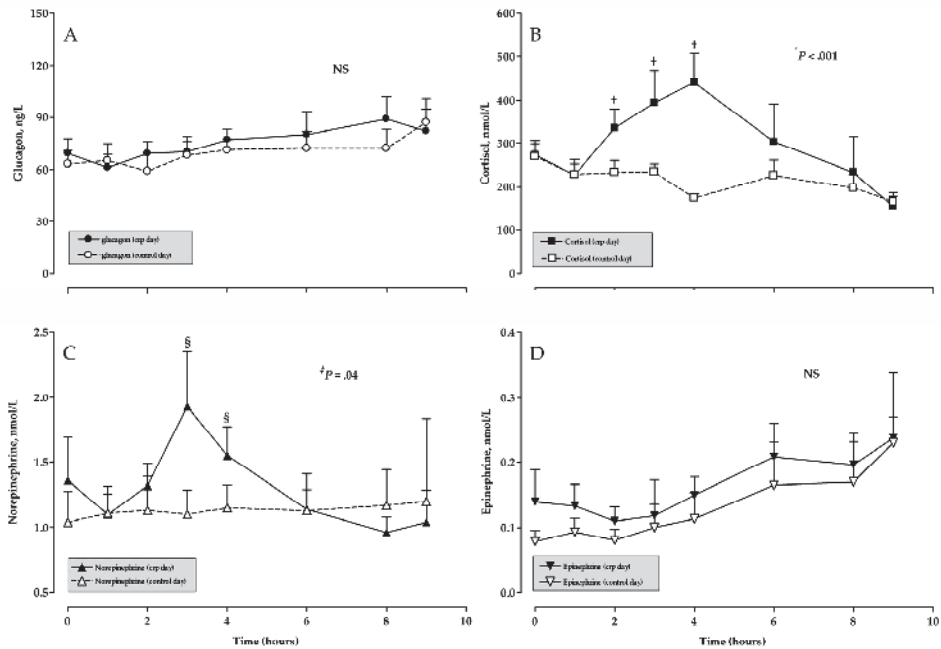 A
NS
Glucagon, ng/L
150
120
90
60
30
0
glucagon (crp day)
glucagon (control day)
B
*P < .001
Cortisol, nmol/L
600
500
400
300
200
100
0
‡
‡
‡
Cortisol (crp day)
Cortisol (control day)
C
‡P = .04
Norepinephrine, nmol/L
2.5
2.0
1.5
1.0
0.5
§
§
Norepinephrine (crp day)
Norepinephrine (control day)
0 2 4 6 8 10
Time (hours)
D
NS
Epinephrine, nmol/L
0.4
0.3
0.2
0.1
0.0
Epinephrine (crp day)
Epinephrine (control day)
0 2 4 6 8 10
Time (hours)